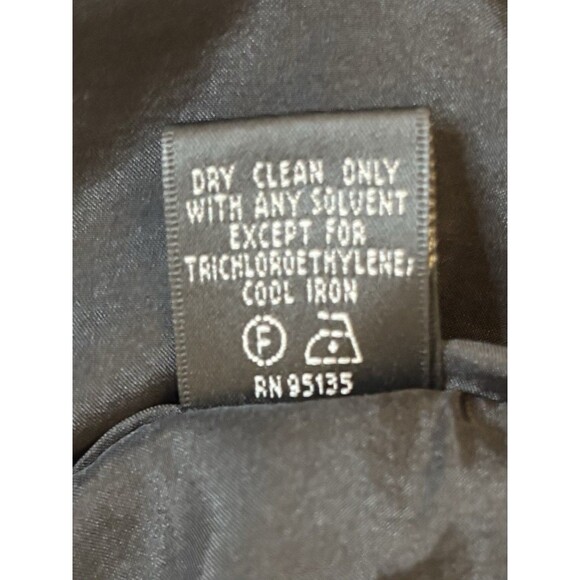 DRY CLEAN ONLY
WITH ANY SOLVENT
EXCEPT FOR
TRICHLOROETHYLENE;
COOL IRON
F
RN 95135